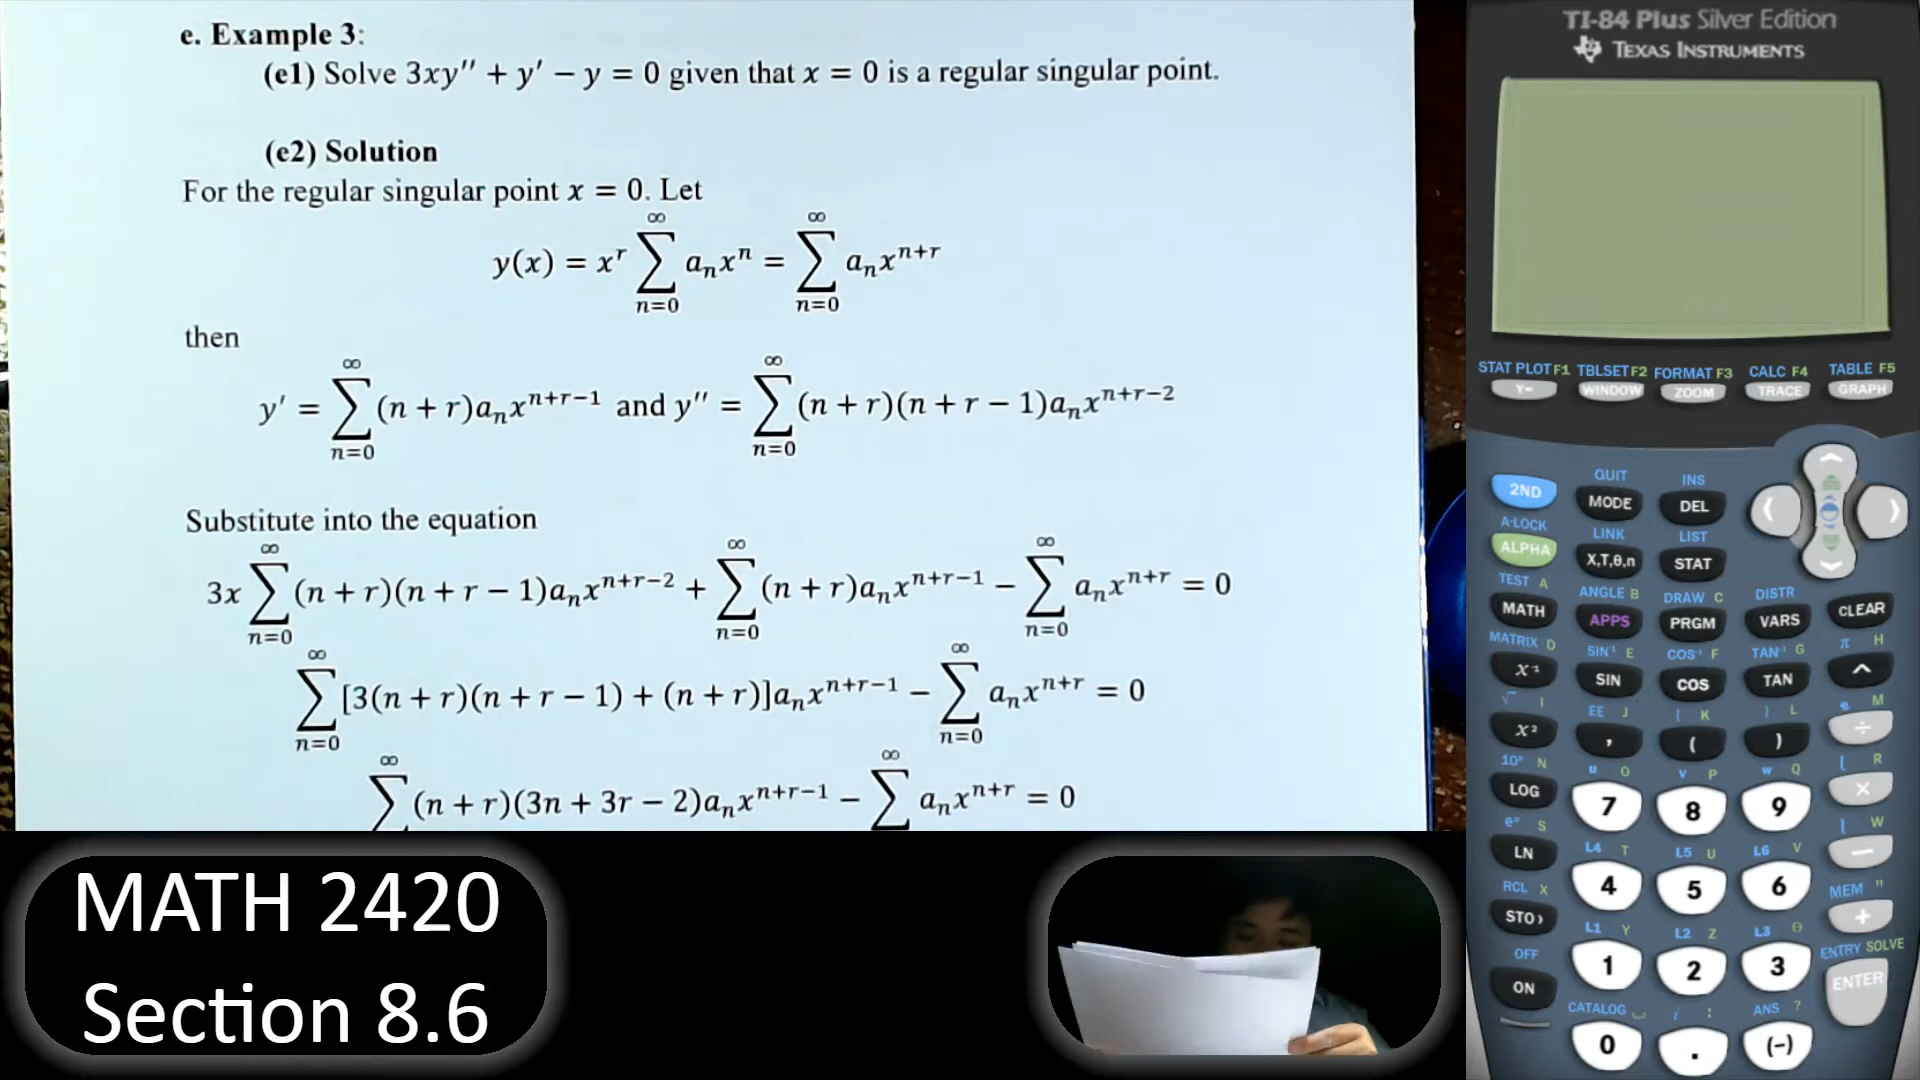 e. Example 3:
(e1) Solve 3xy′′ + y′ − y = 0 given that x = 0 is a regular singular point.
(e2) Solution
For the regular singular point x = 0. Let
y(x) = x^r ∑_{n=0}^{∞} a_n x^n = ∑_{n=0}^{∞} a_n x^{n+r}
then
y′ = ∑_{n=0}^{∞} (n + r)a_n x^{n+r−1} and y′′ = ∑_{n=0}^{∞} (n + r)(n + r − 1)a_n x^{n+r−2}
Substitute into the equation
3x ∑_{n=0}^{∞} (n + r)(n + r − 1)a_n x^{n+r−2} + ∑_{n=0}^{∞} (n + r)a_n x^{n+r−1} − ∑_{n=0}^{∞} a_n x^{n+r} = 0
∑_{n=0}^{∞} [3(n + r)(n + r − 1) + (n + r)]a_n x^{n+r−1} − ∑_{n=0}^{∞} a_n x^{n+r} = 0
∑^{∞} (n + r)(3n + 3r − 2)a_n x^{n+r−1} − ∑^{∞} a_n x^{n+r} = 0
MATH 2420
Section 8.6
TI-84 Plus Silver Edition
TEXAS INSTRUMENTS
STAT PLOT F1 TBLSET F2 FORMAT F3 CALC F4 TABLE F5
Y= WINDOW ZOOM TRACE GRAPH
QUIT INS
2ND MODE DEL
A-LOCK LINK LIST
ALPHA X,T,θ,n STAT
TEST A ANGLE B DRAW C DISTR
MATH APPS PRGM VARS CLEAR
MATRIX D SIN⁻¹ E COS⁻¹ F TAN⁻¹ G π H
x⁻¹ SIN COS TAN ^
√ I EE J { K } L e M
x² , ( ) ÷
10ˣ N u O v P w Q [ R
LOG 7 8 9 ×
eˣ S L4 T L5 U L6 V ] W
LN 4 5 6 −
RCL X L1 Y L2 Z L3 θ MEM "
STO› 1 2 3 +
OFF CATALOG ␣ i : ANS ? ENTRY SOLVE
ON 0 . (−) ENTER